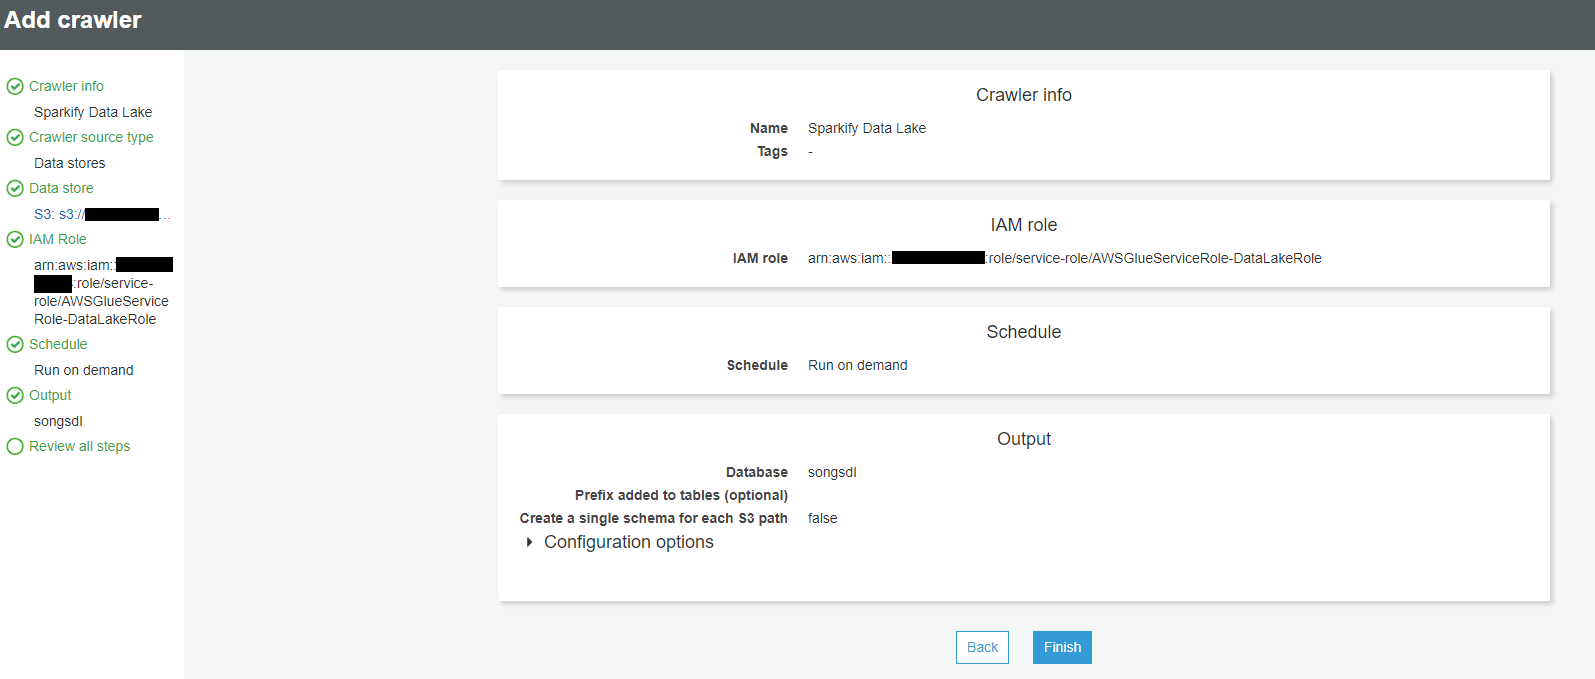 Add crawler
Crawler info
Sparkify Data Lake
Crawler source type
Data stores
Data store
S3: s3://...
IAM Role
arn:aws:iam::
:role/service-
role/AWSGlueService
Role-DataLakeRole
Schedule
Run on demand
Output
songsdl
Review all steps
Crawler info
Name Sparkify Data Lake
Tags -
IAM role
IAM role arn:aws:iam:: :role/service-role/AWSGlueServiceRole-DataLakeRole
Schedule
Schedule Run on demand
Output
Database songsdl
Prefix added to tables (optional)
Create a single schema for each S3 path false
Configuration options
Back Finish